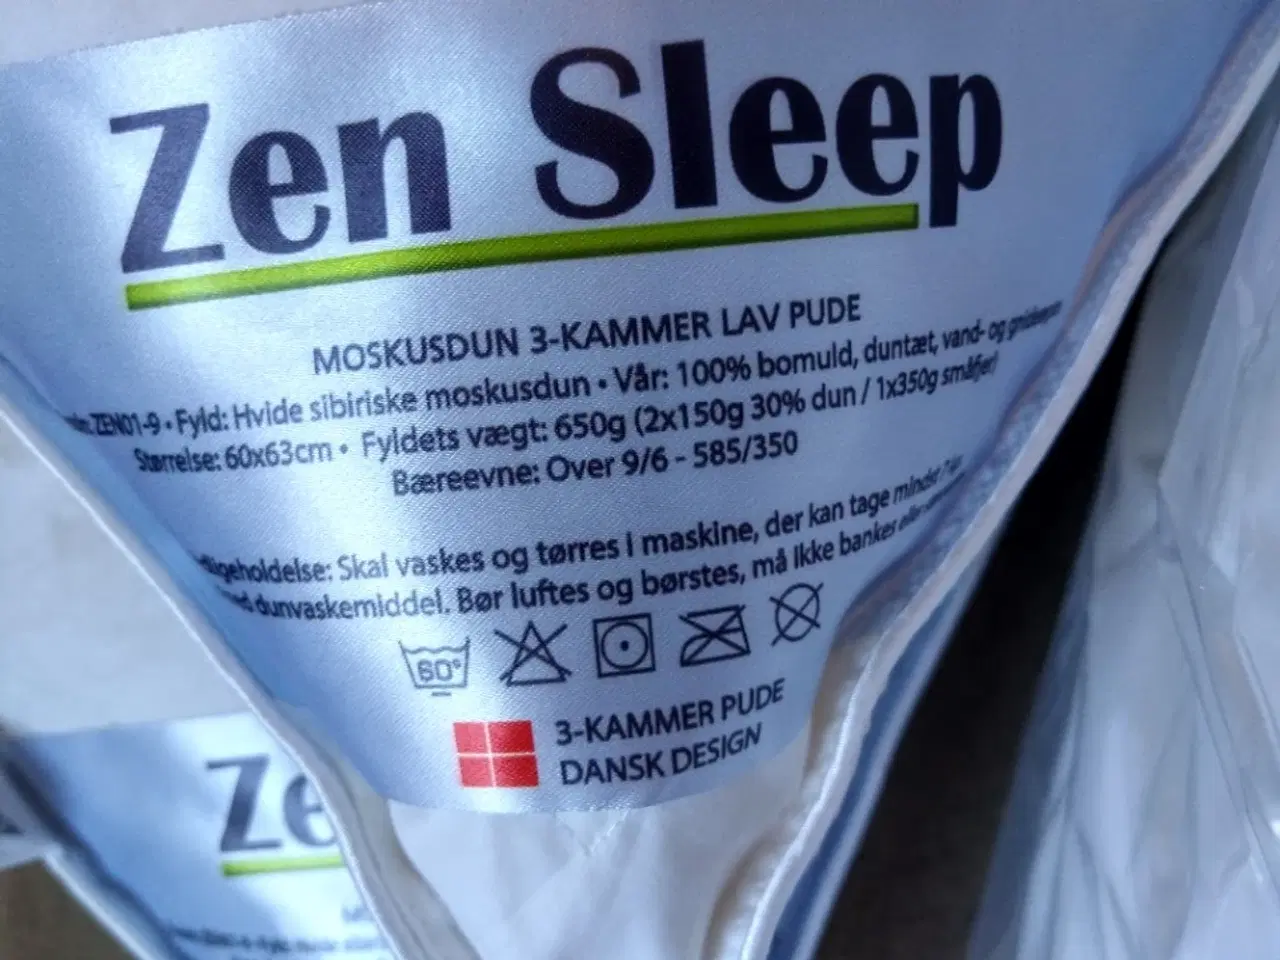 Zen Sleep
MOSKUSDUN 3-KAMMER LAV PUDE
ZEN01-9 • Fyld: Hvide sibiriske moskusdun • Vår: 100% bomuld, duntæt, vand- og
Størrelse: 60x63cm • Fyldets vægt: 650g (2x150g 30% dun / 1x350g småfjer)
Bæreevne: Over 9/6 - 585/350
Skal vaskes og tørres i maskine, der kan tage mindst
dunvaskemiddel. Bør luftes og børstes, må ikke bankes eller
60°
3-KAMMER PUDE
DANSK DESIGN
Ze